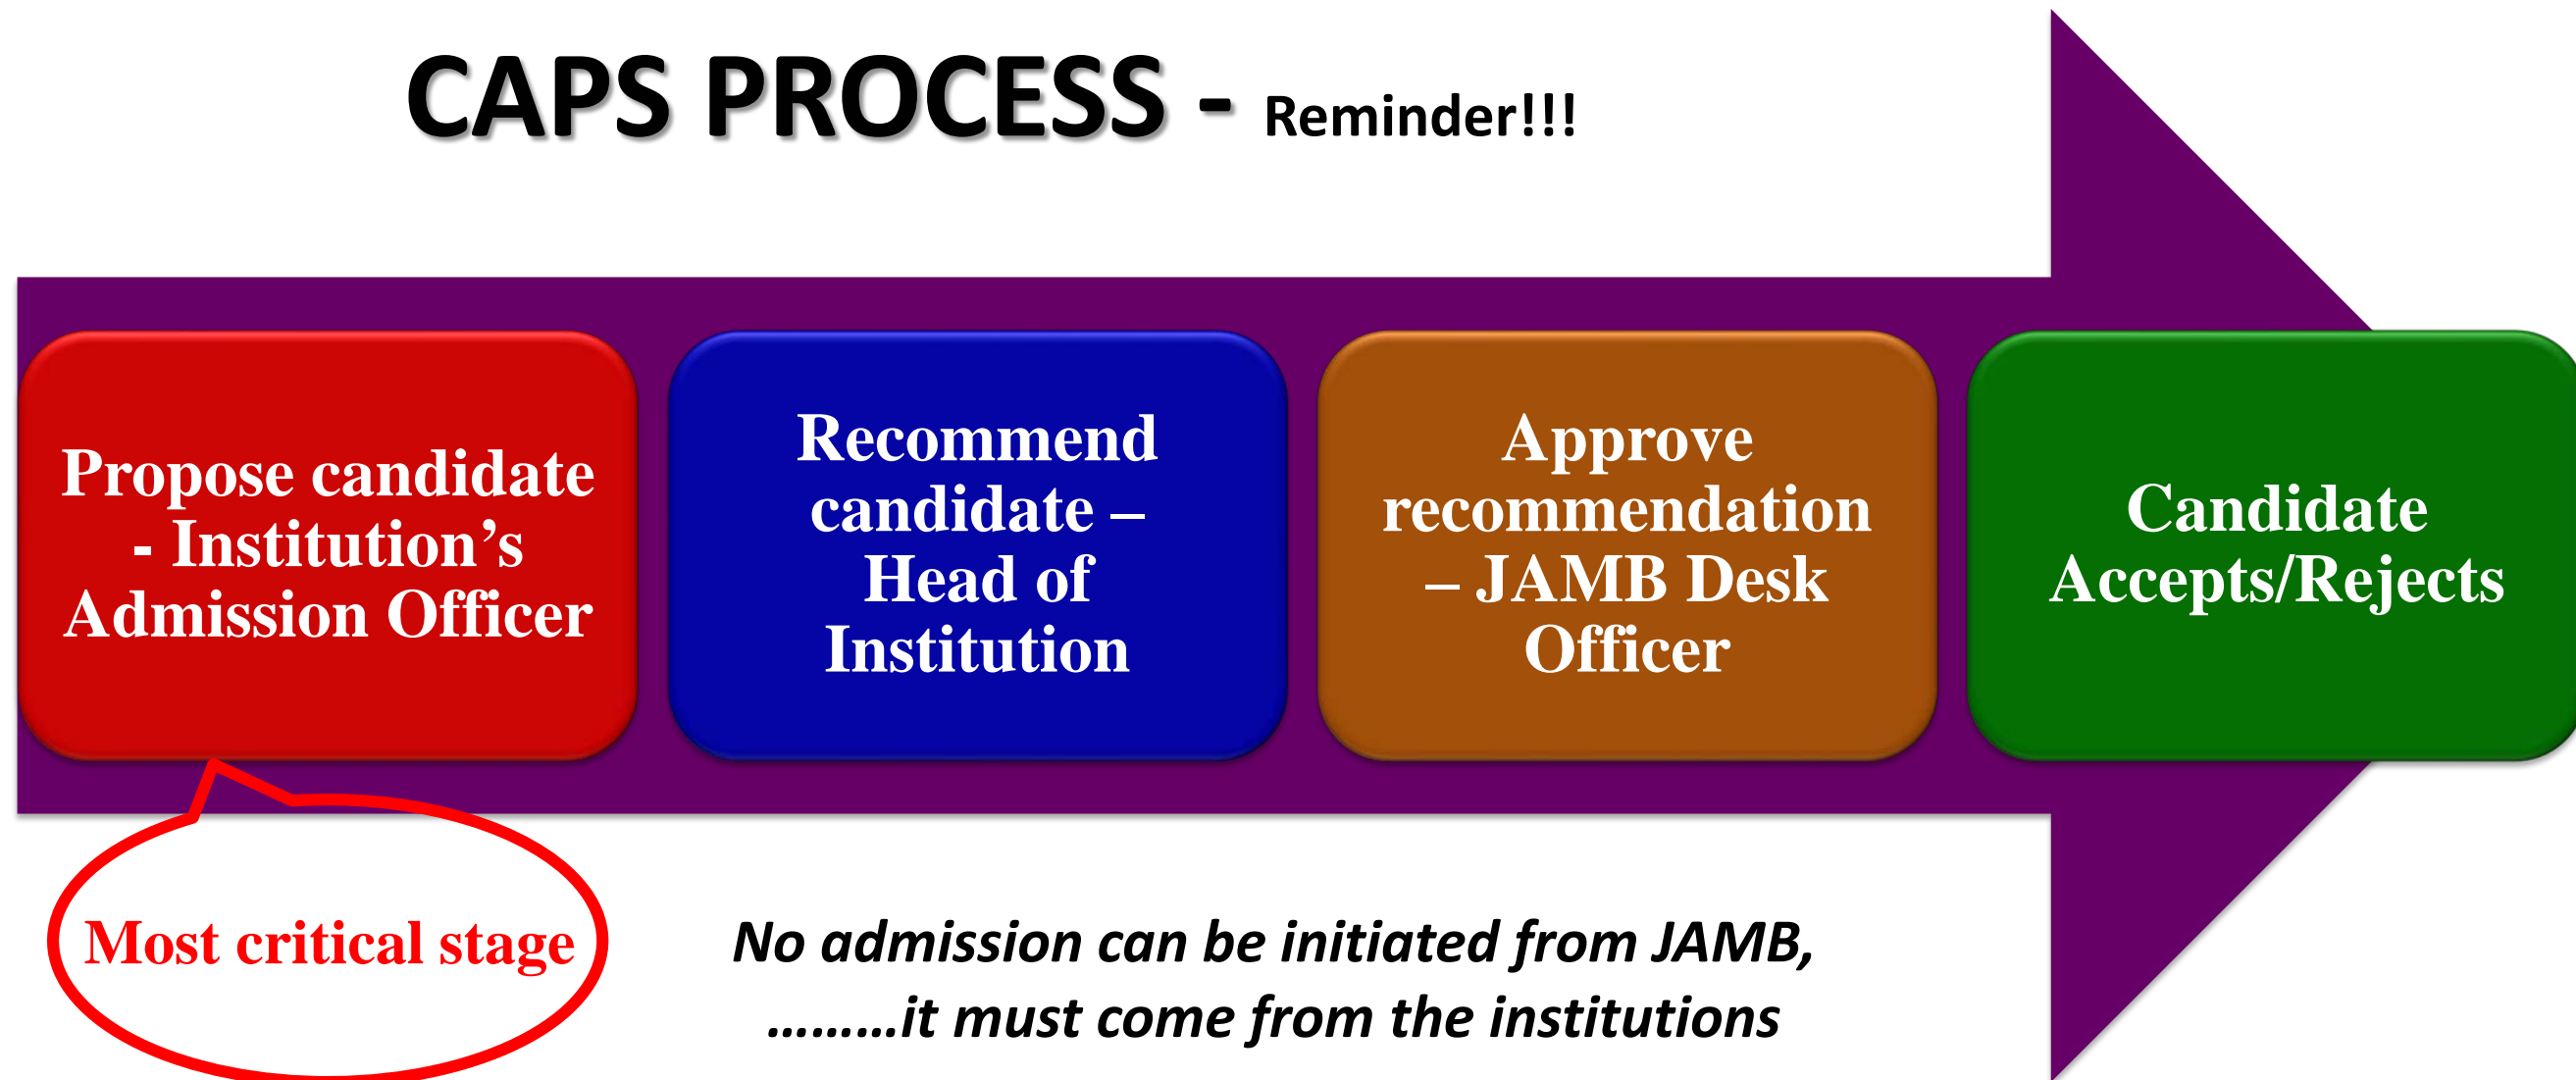 CAPS PROCESS - Reminder!!!
Propose candidate
- Institution’s
Admission Officer
Recommend
candidate –
Head of
Institution
Approve
recommendation
– JAMB Desk
Officer
Candidate
Accepts/Rejects
Most critical stage
No admission can be initiated from JAMB,
………it must come from the institutions